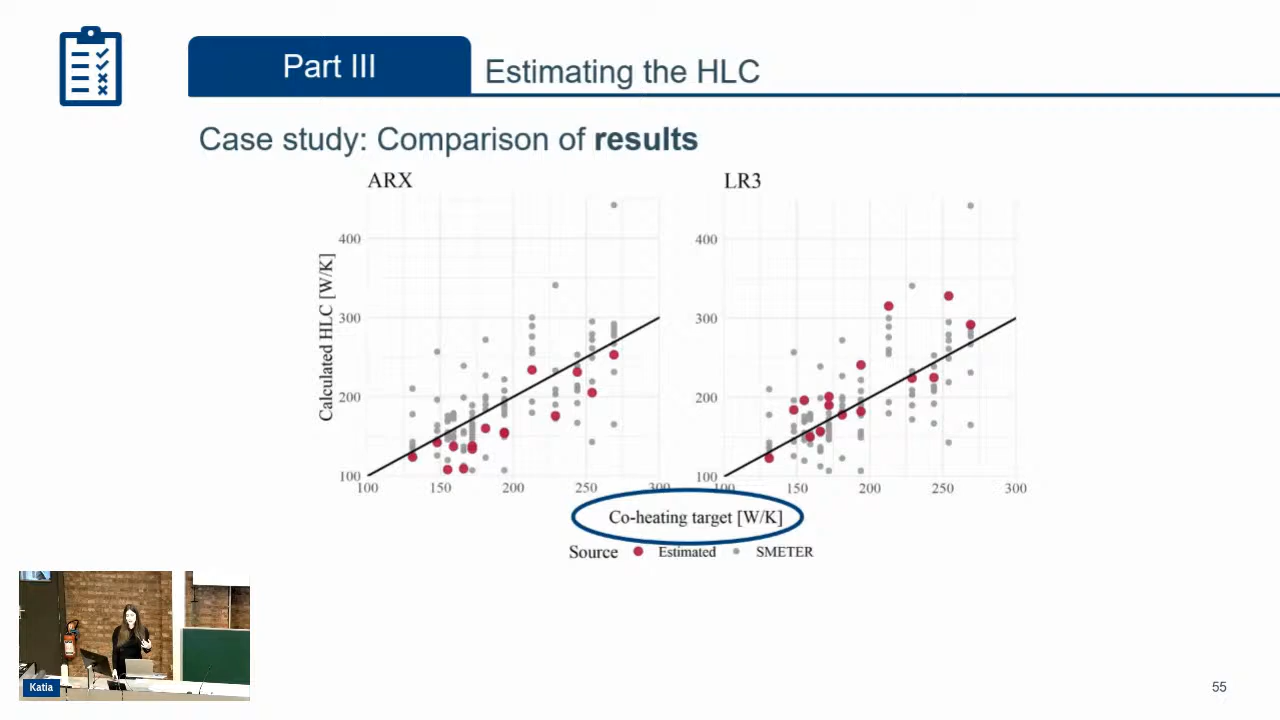 Part III
Estimating the HLC
Case study: Comparison of results
ARX
LR3
Calculated HLC [W/K]
400
300
200
100
100 150 200 250 300
400
300
200
100
100 150 200 250 300
Co-heating target [W/K]
Source Estimated SMETER
Katia
55